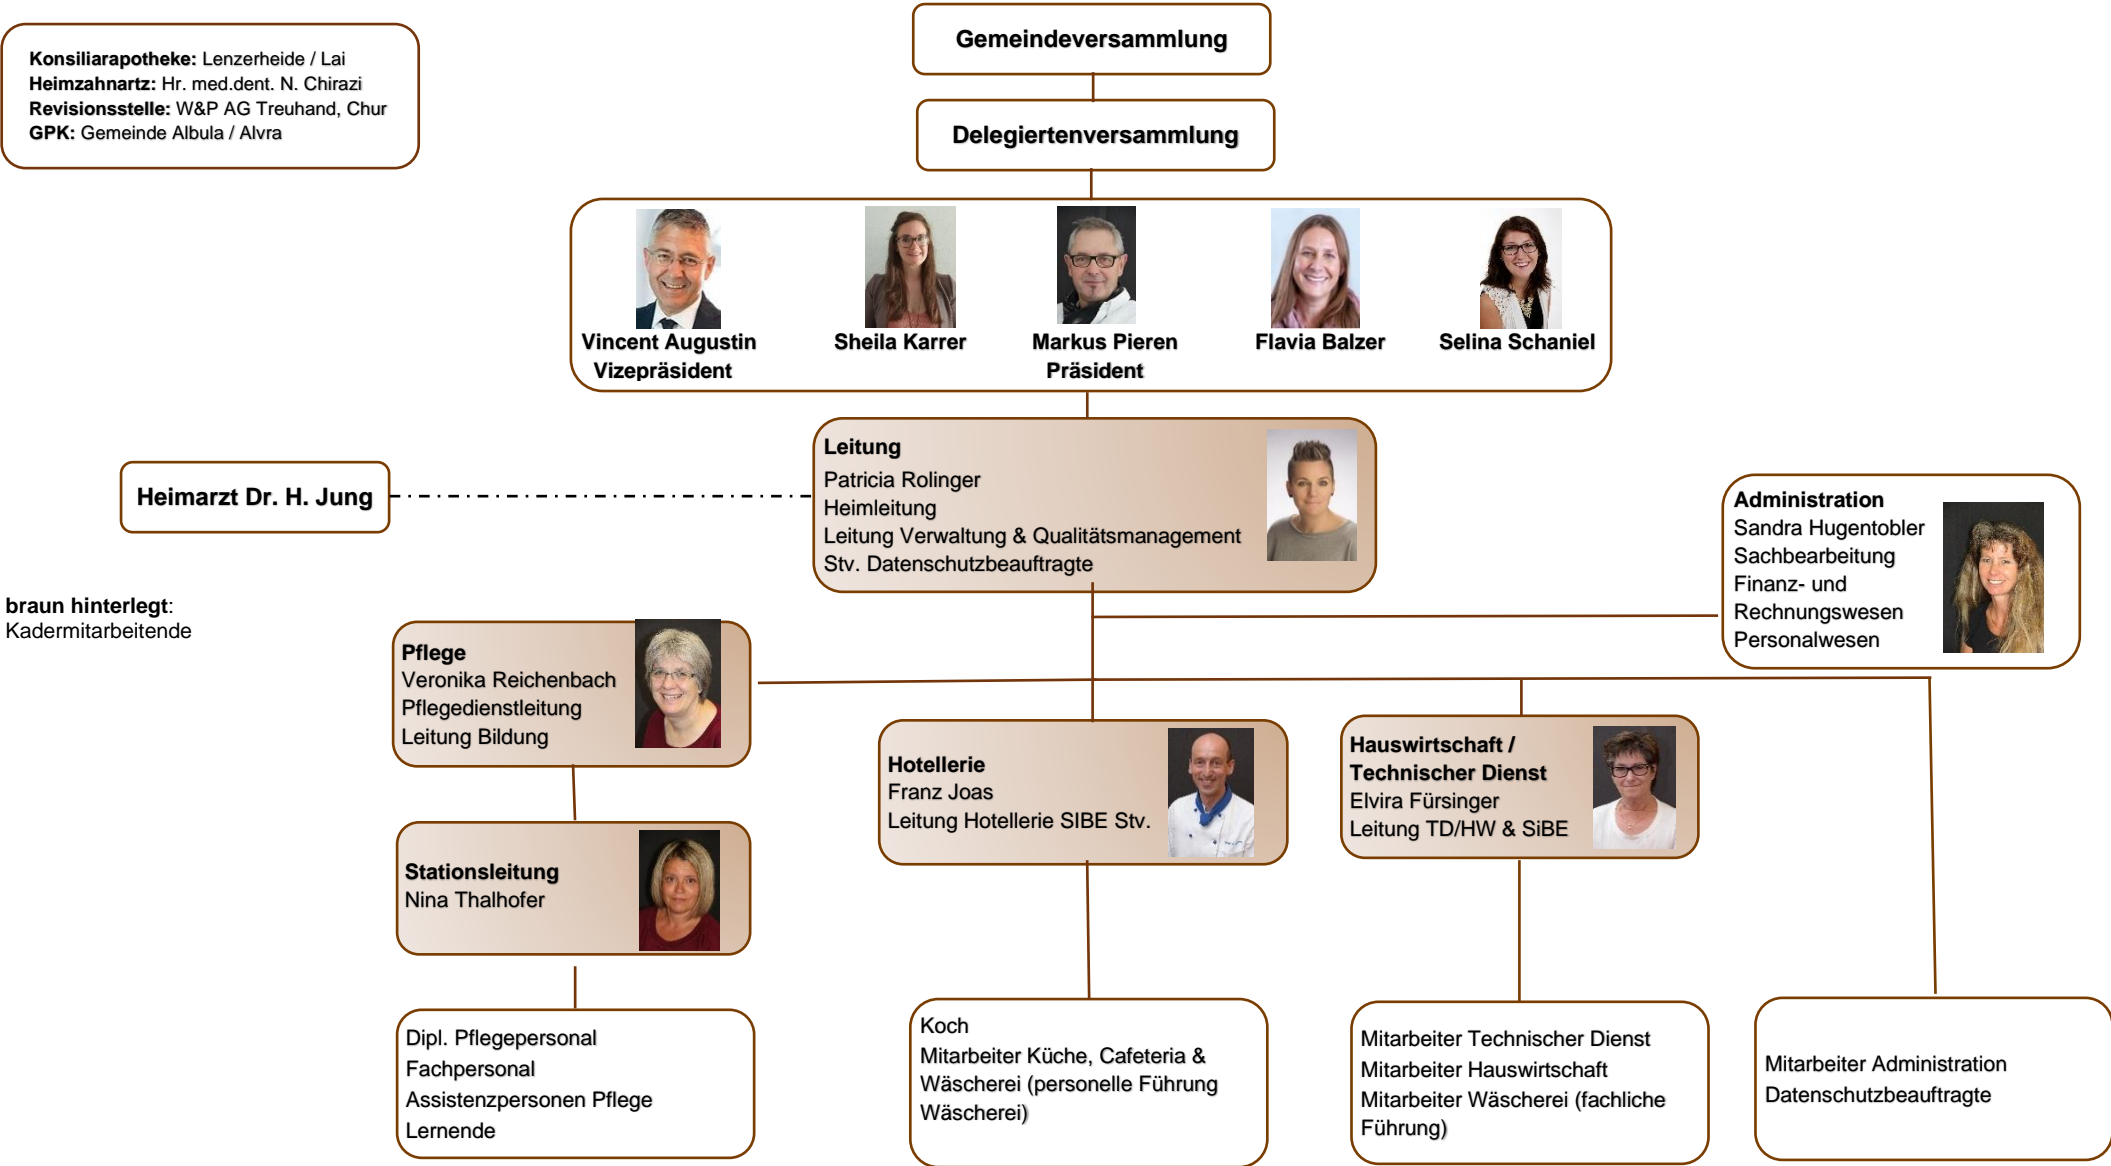 Konsiliarapotheke: Lenzerheide / Lai
Heimzahnartz: Hr. med.dent. N. Chirazi
Revisionsstelle: W&P AG Treuhand, Chur
GPK: Gemeinde Albula / Alvra
Gemeindeversammlung
Delegiertenversammlung
Vincent Augustin
Vizepräsident
Sheila Karrer
Markus Pieren
Präsident
Flavia Balzer
Selina Schaniel
Leitung
Patricia Rolinger
Heimleitung
Leitung Verwaltung & Qualitätsmanagement
Stv. Datenschutzbeauftragte
Heimarzt Dr. H. Jung
Administration
Sandra Hugentobler
Sachbearbeitung
Finanz- und
Rechnungswesen
Personalwesen
braun hinterlegt:
Kadermitarbeitende
Pflege
Veronika Reichenbach
Pflegedienstleitung
Leitung Bildung
Hotellerie
Franz Joas
Leitung Hotellerie SIBE Stv.
Hauswirtschaft /
Technischer Dienst
Elvira Fürsinger
Leitung TD/HW & SiBE
Stationsleitung
Nina Thalhofer
Dipl. Pflegepersonal
Fachpersonal
Assistenzpersonen Pflege
Lernende
Koch
Mitarbeiter Küche, Cafeteria &
Wäscherei (personelle Führung
Wäscherei)
Mitarbeiter Technischer Dienst
Mitarbeiter Hauswirtschaft
Mitarbeiter Wäscherei (fachliche
Führung)
Mitarbeiter Administration
Datenschutzbeauftragte